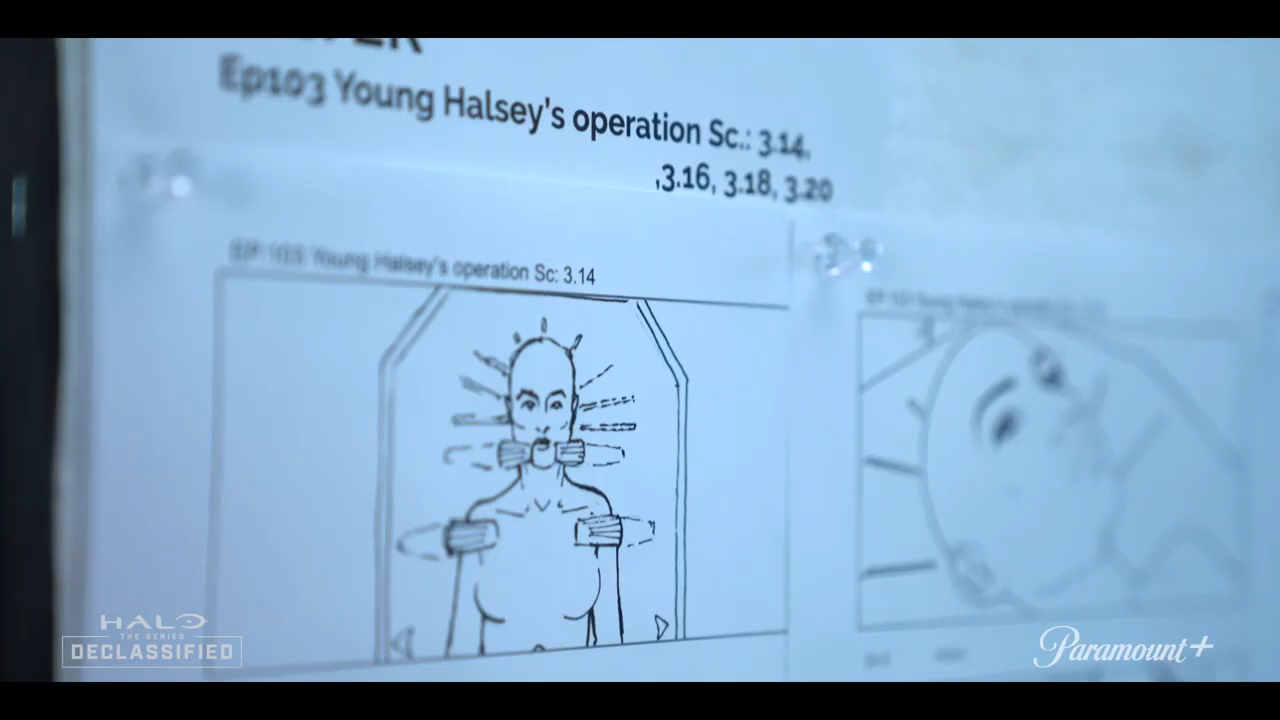 Ep103 Young Halsey's operation Sc.: 3.14,
,3.16, 3.18, 3.20
EP 103 Young Halsey's operation Sc: 3.14
HALO
THE SERIES
DECLASSIFIED
Paramount+